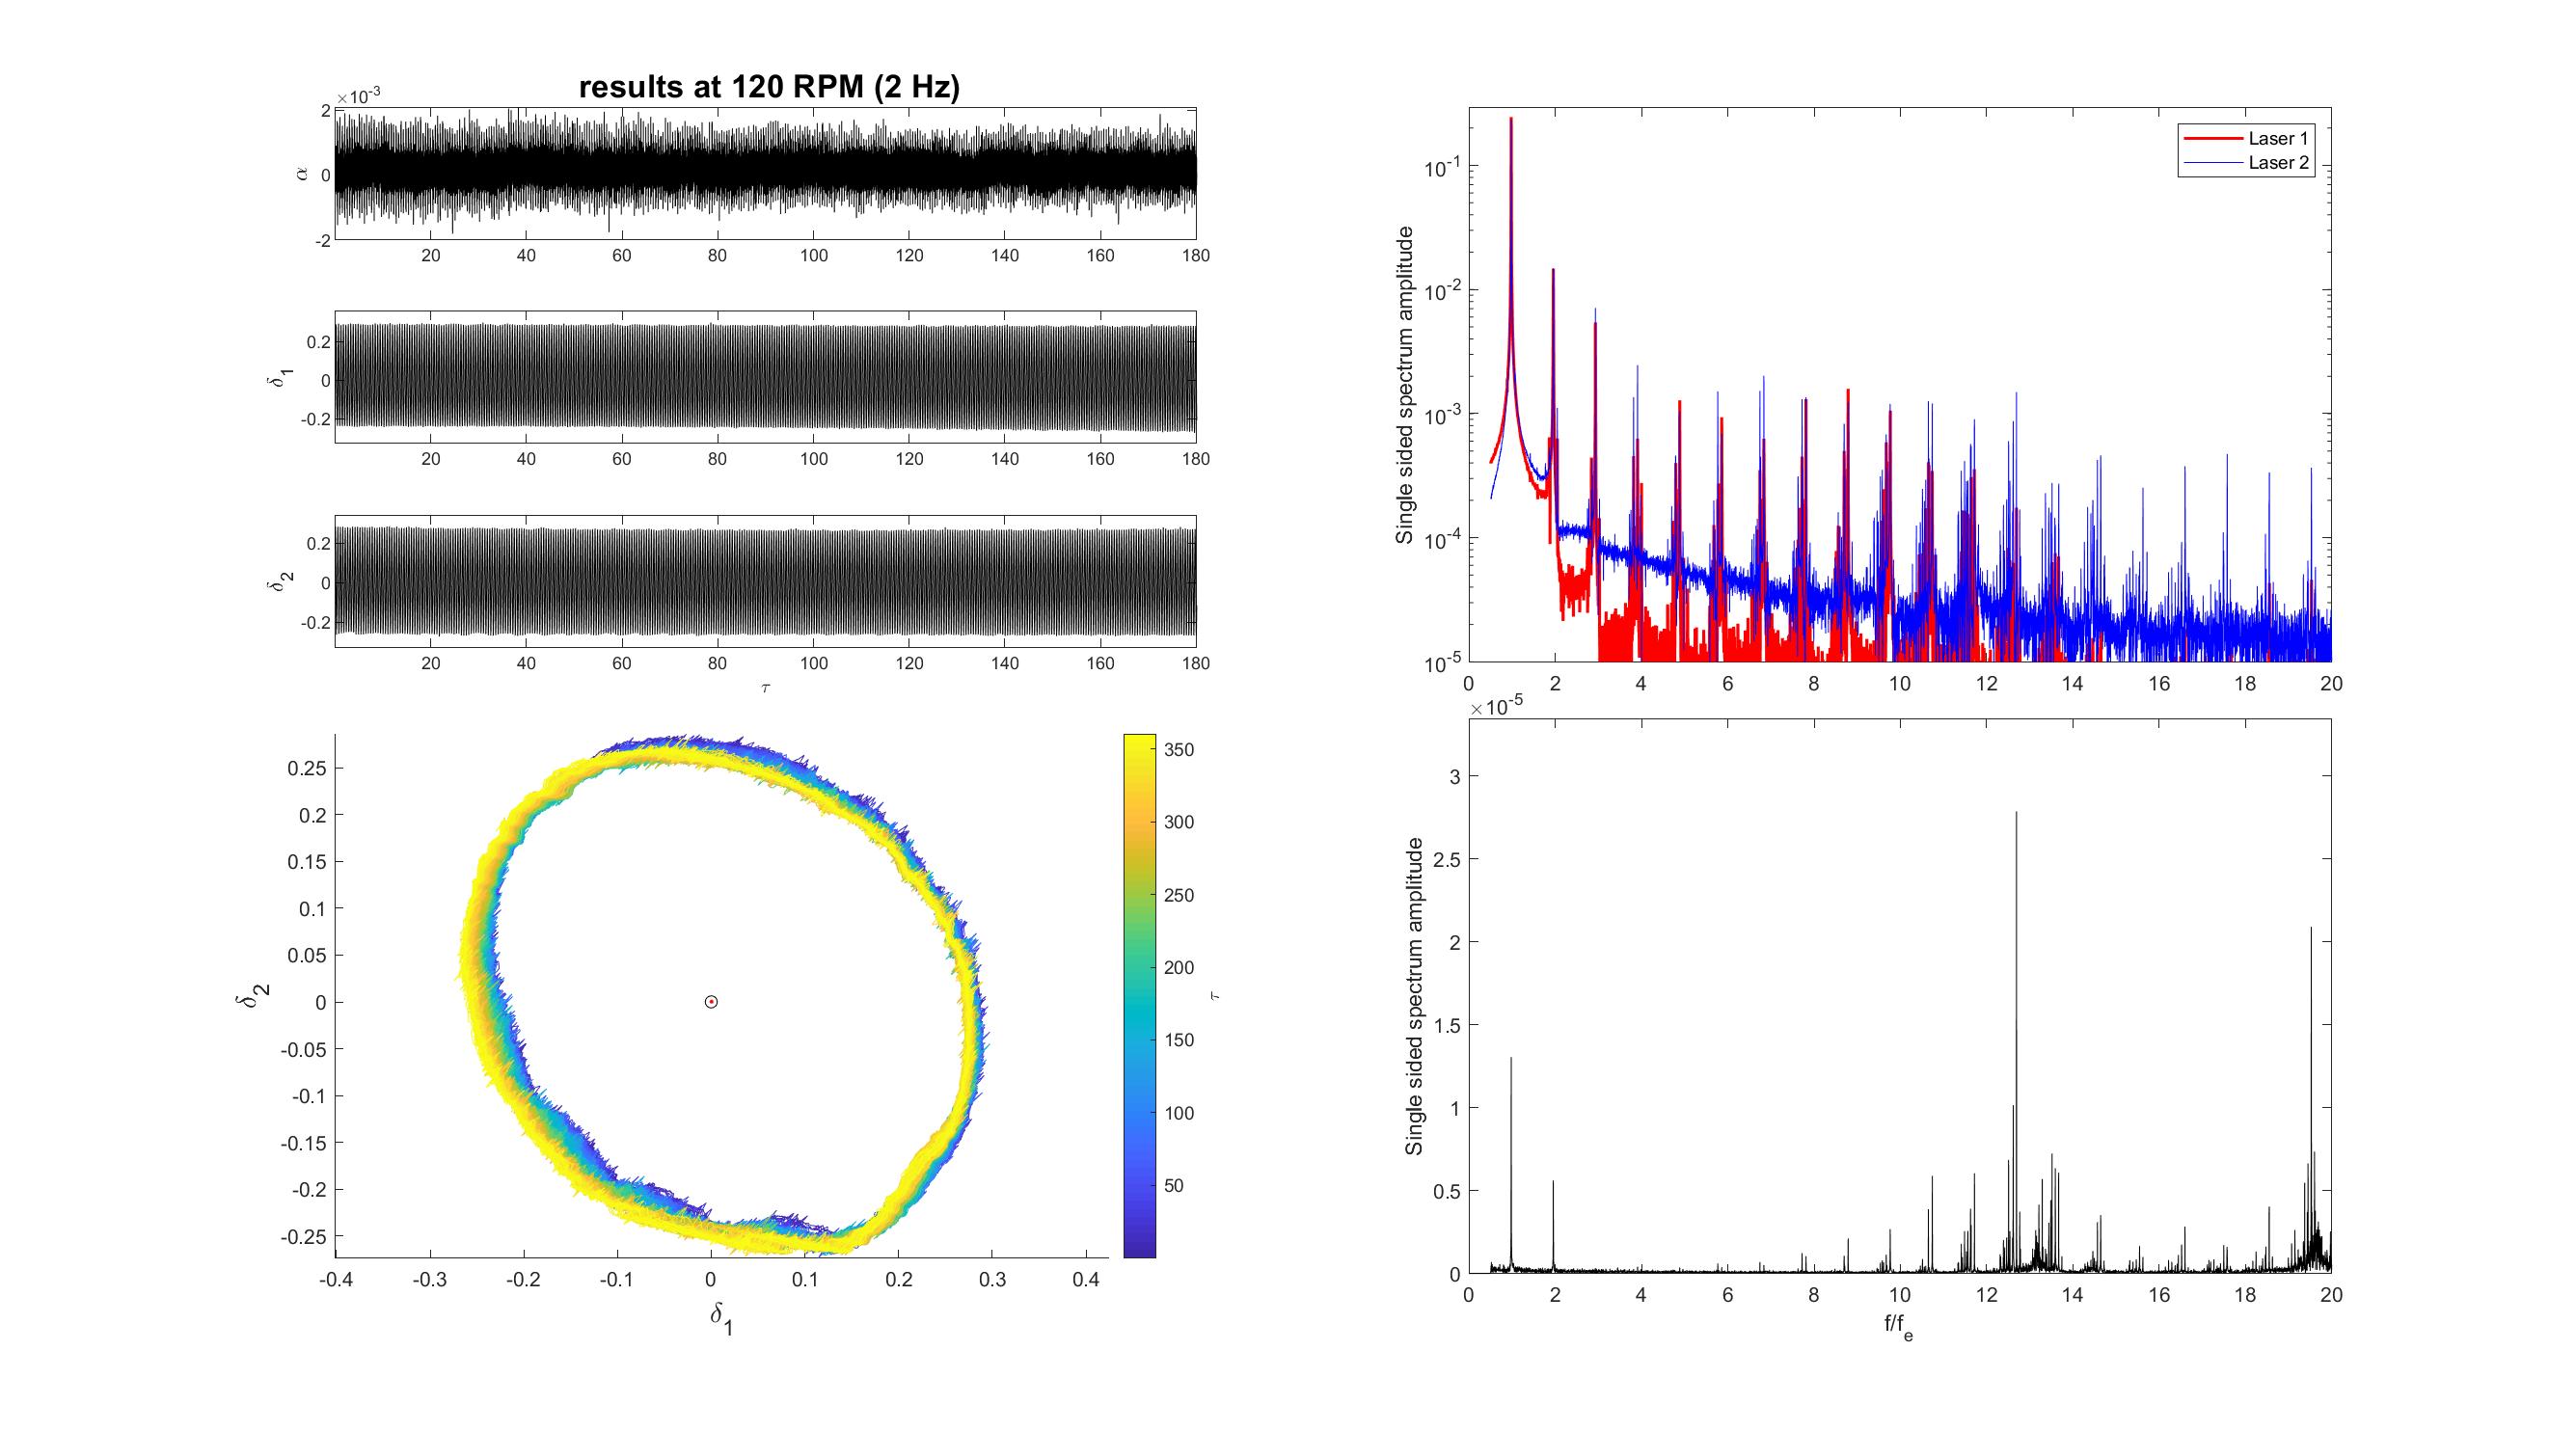 results at 120 RPM (2 Hz)
×10-3
2
0
-2
α
20 40 60 80 100 120 140 160 180
0.2
0
-0.2
δ1
20 40 60 80 100 120 140 160 180
0.2
0
-0.2
δ2
20 40 60 80 100 120 140 160 180
τ
0.25
0.2
0.15
0.1
0.05
0
-0.05
-0.1
-0.15
-0.2
-0.25
δ2
-0.4 -0.3 -0.2 -0.1 0 0.1 0.2 0.3 0.4
δ1
350
300
250
200
150
100
50
τ
Laser 1
Laser 2
10-1
10-2
10-3
10-4
10-5
Single sided spectrum amplitude
0 2 4 6 8 10 12 14 16 18 20
×10-5
3
2.5
2
1.5
1
0.5
0
Single sided spectrum amplitude
0 2 4 6 8 10 12 14 16 18 20
f/fe